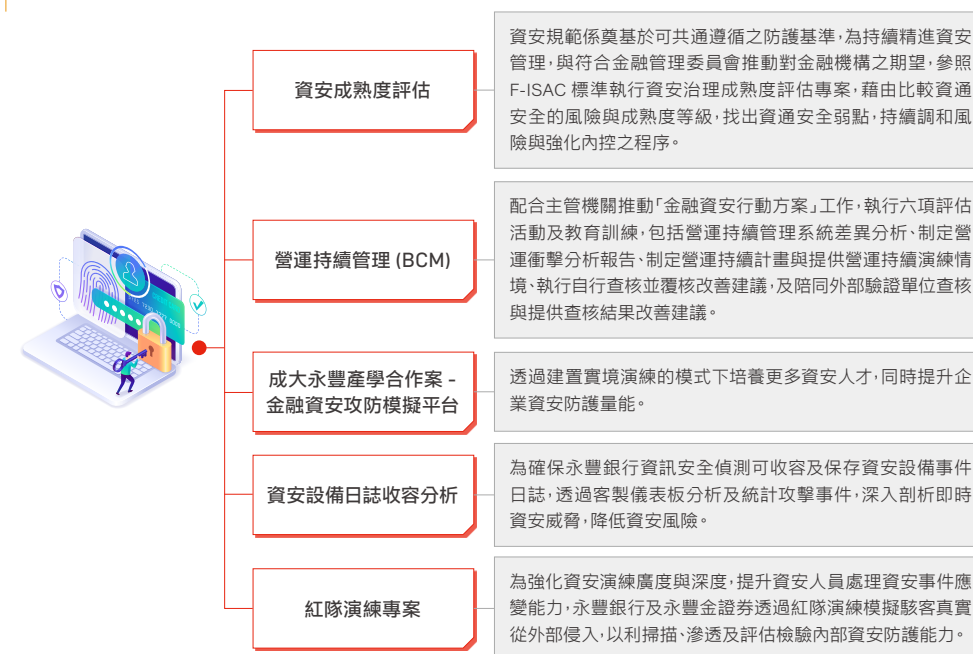 資安成熟度評估
資安規範係奠基於可共通遵循之防護基準,為持續精進資安
管理,與符合金融管理委員會推動對金融機構之期望,參照
F-ISAC 標準執行資安治理成熟度評估專案,藉由比較資通
安全的風險與成熟度等級,找出資通安全弱點,持續調和風
險與強化內控之程序。
營運持續管理 (BCM)
配合主管機關推動「金融資安行動方案」工作,執行六項評估
活動及教育訓練,包括營運持續管理系統差異分析、制定營
運衝擊分析報告、制定營運持續計畫與提供營運持續演練情
境、執行自行查核並覆核改善建議,及陪同外部驗證單位查核
與提供查核結果改善建議。
成大永豐產學合作案 -
金融資安攻防模擬平台
透過建置實境演練的模式下培養更多資安人才,同時提升企
業資安防護量能。
資安設備日誌收容分析
為確保永豐銀行資訊安全偵測可收容及保存資安設備事件
日誌,透過客製儀表板分析及統計攻擊事件,深入剖析即時
資安威脅,降低資安風險。
紅隊演練專案
為強化資安演練廣度與深度,提升資安人員處理資安事件應
變能力,永豐銀行及永豐金證券透過紅隊演練模擬駭客真實
從外部侵入,以利掃描、滲透及評估檢驗內部資安防護能力。